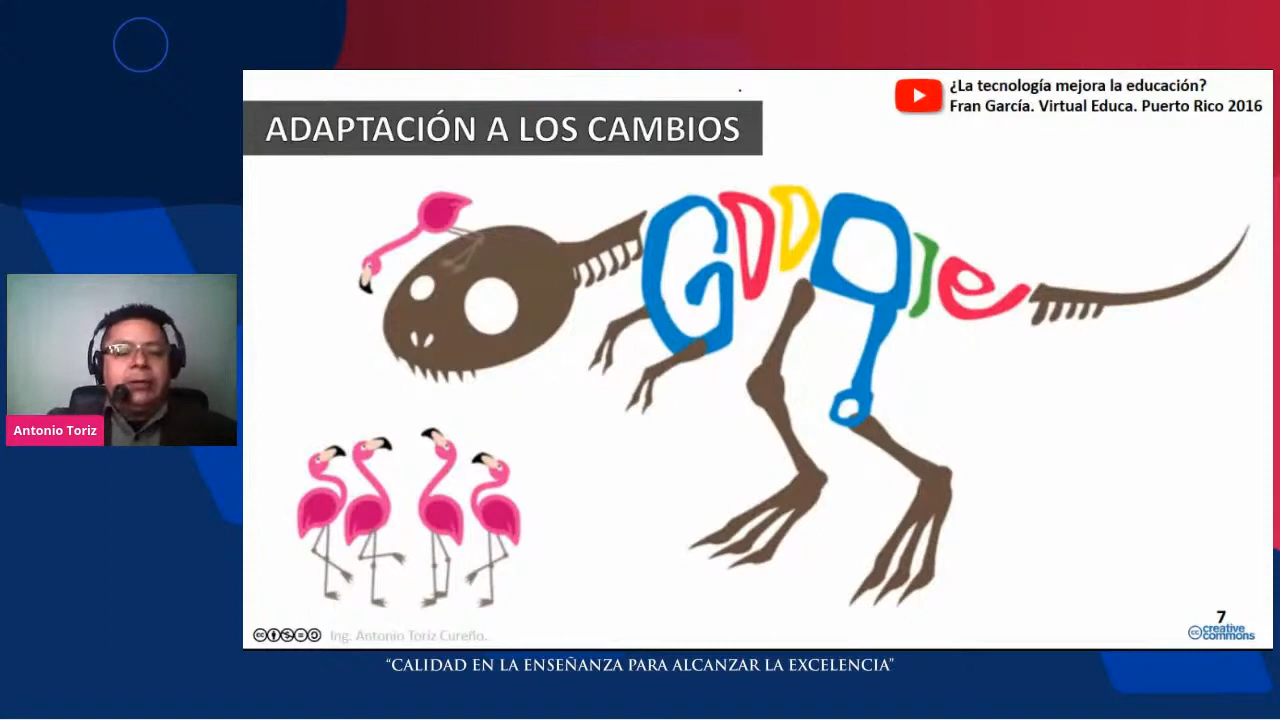 ¿La tecnología mejora la educación?
Fran García. Virtual Educa. Puerto Rico 2016
ADAPTACIÓN A LOS CAMBIOS
Google
Antonio Toriz
7
Ing. Antonio Toriz Cureño.
creative
commons
“CALIDAD EN LA ENSEÑANZA PARA ALCANZAR LA EXCELENCIA”